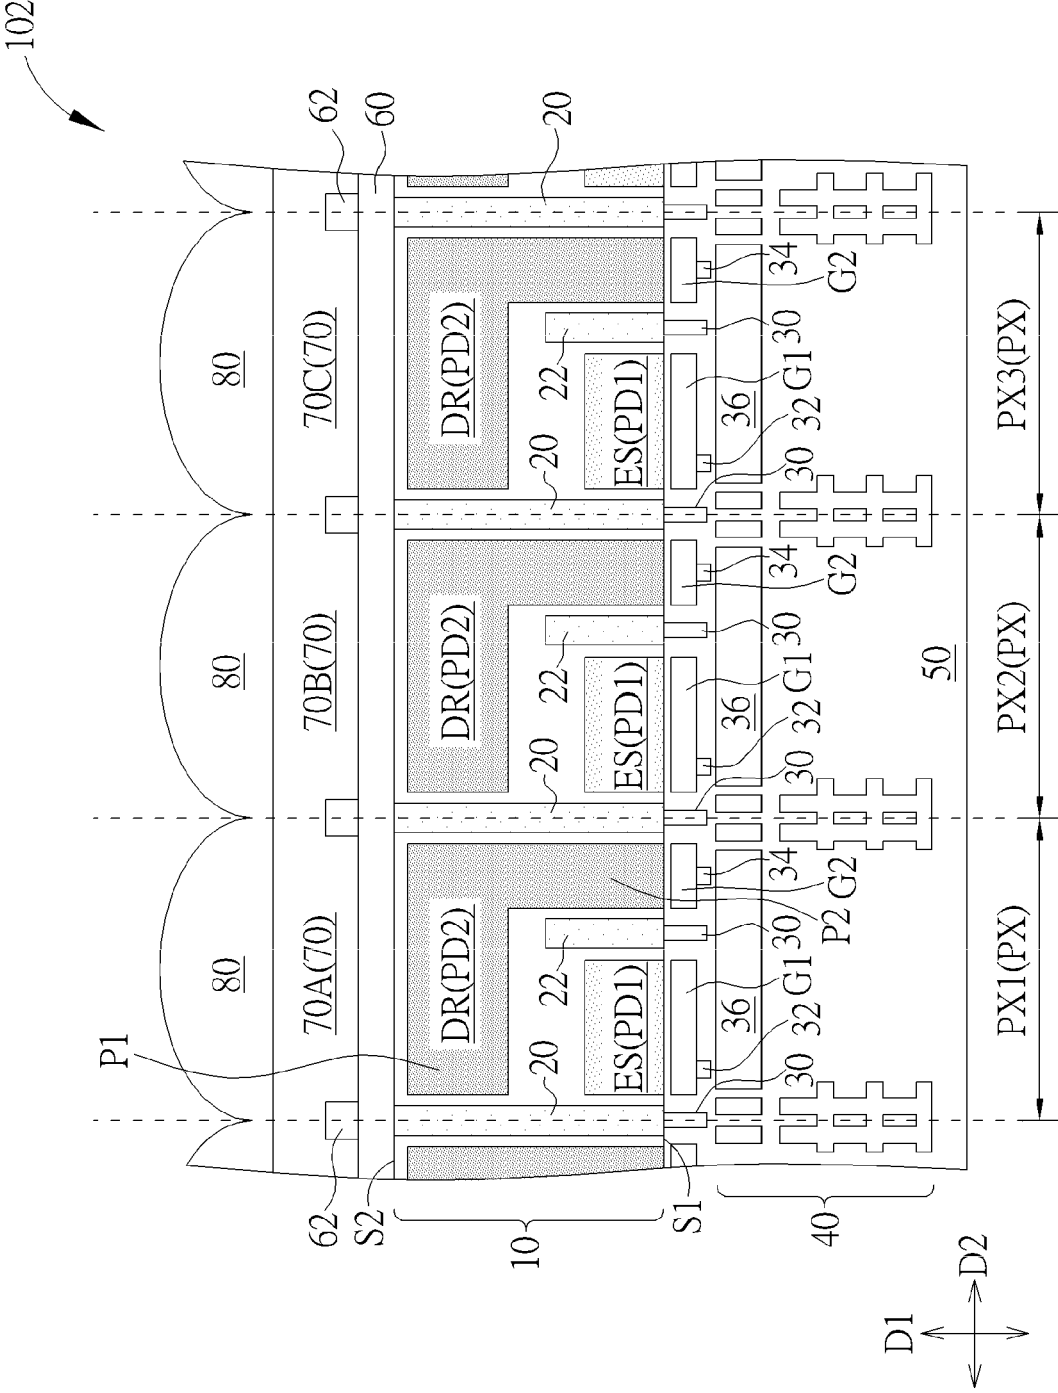 102
62
60
20
80
80
80
70A(70)
70B(70)
70C(70)
P1
DR(PD2)
DR(PD2)
DR(PD2)
20
22
20
22
20
22
ES(PD1)
ES(PD1)
ES(PD1)
62
S2
10
S1
40
30
32
G1
36
30
P2
G2
34
30
32
G1
36
30
G2
34
30
32
G1
36
30
G2
34
50
PX1(PX)
PX2(PX)
PX3(PX)
D1
D2